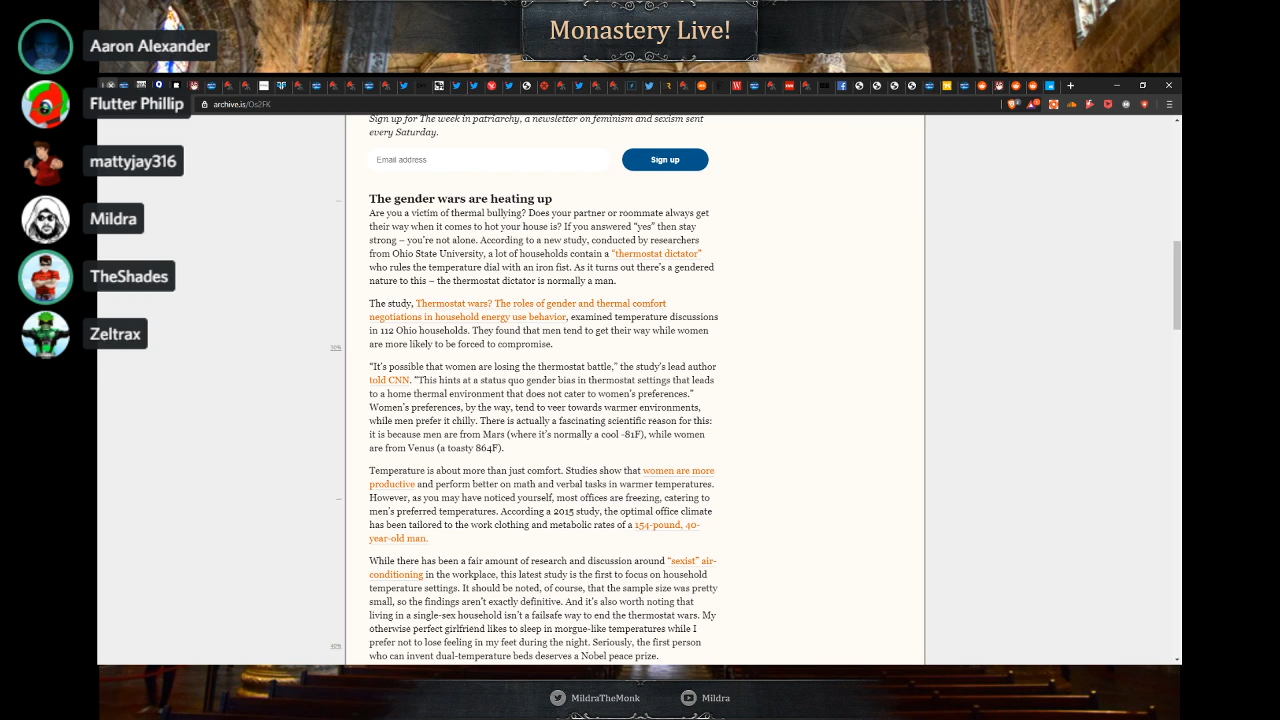 Monastery Live!
Aaron Alexander
Flutter Phillip
mattyjay316
Mildra
TheShades
Zeltrax
archive.is/Os2FK
Sign up for The week in patriarchy, a newsletter on feminism and sexism sent
every Saturday.
Email address
Sign up
The gender wars are heating up
Are you a victim of thermal bullying? Does your partner or roommate always get
their way when it comes to hot your house is? If you answered “yes” then stay
strong – you’re not alone. According to a new study, conducted by researchers
from Ohio State University, a lot of households contain a “thermostat dictator”
who rules the temperature dial with an iron fist. As it turns out there’s a gendered
nature to this – the thermostat dictator is normally a man.
The study, Thermostat wars? The roles of gender and thermal comfort
negotiations in household energy use behavior, examined temperature discussions
in 112 Ohio households. They found that men tend to get their way while women
are more likely to be forced to compromise.
30%
“It’s possible that women are losing the thermostat battle,” the study’s lead author
told CNN. “This hints at a status quo gender bias in thermostat settings that leads
to a home thermal environment that does not cater to women’s preferences.”
Women’s preferences, by the way, tend to veer towards warmer environments,
while men prefer it chilly. There is actually a fascinating scientific reason for this:
it is because men are from Mars (where it’s normally a cool -81F), while women
are from Venus (a toasty 864F).
Temperature is about more than just comfort. Studies show that women are more
productive and perform better on math and verbal tasks in warmer temperatures.
However, as you may have noticed yourself, most offices are freezing, catering to
men’s preferred temperatures. According a 2015 study, the optimal office climate
has been tailored to the work clothing and metabolic rates of a 154-pound, 40-
year-old man.
While there has been a fair amount of research and discussion around “sexist” air-
conditioning in the workplace, this latest study is the first to focus on household
temperature settings. It should be noted, of course, that the sample size was pretty
small, so the findings aren’t exactly definitive. And it’s also worth noting that
living in a single-sex household isn’t a failsafe way to end the thermostat wars. My
otherwise perfect girlfriend likes to sleep in morgue-like temperatures while I
prefer not to lose feeling in my feet during the night. Seriously, the first person
40%
who can invent dual-temperature beds deserves a Nobel peace prize.
MildraTheMonk
Mildra